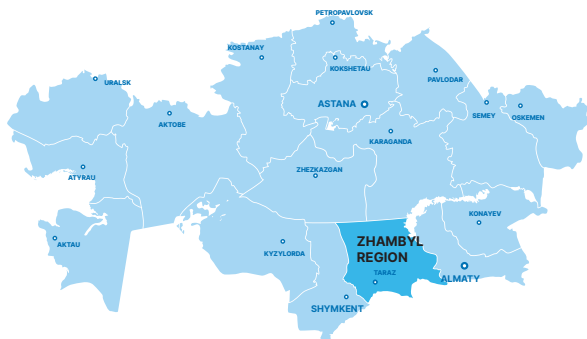 PETROPAVLOVSK
KOSTANAY
KOKSHETAU
PAVLODAR
URALSK
ASTANA
AKTOBE
SEMEY
OSKEMEN
KARAGANDA
ZHEZKAZGAN
ATYRAU
KONAYEV
AKTAU
ZHAMBYL
REGION
KYZYLORDA
TARAZ
ALMATY
SHYMKENT